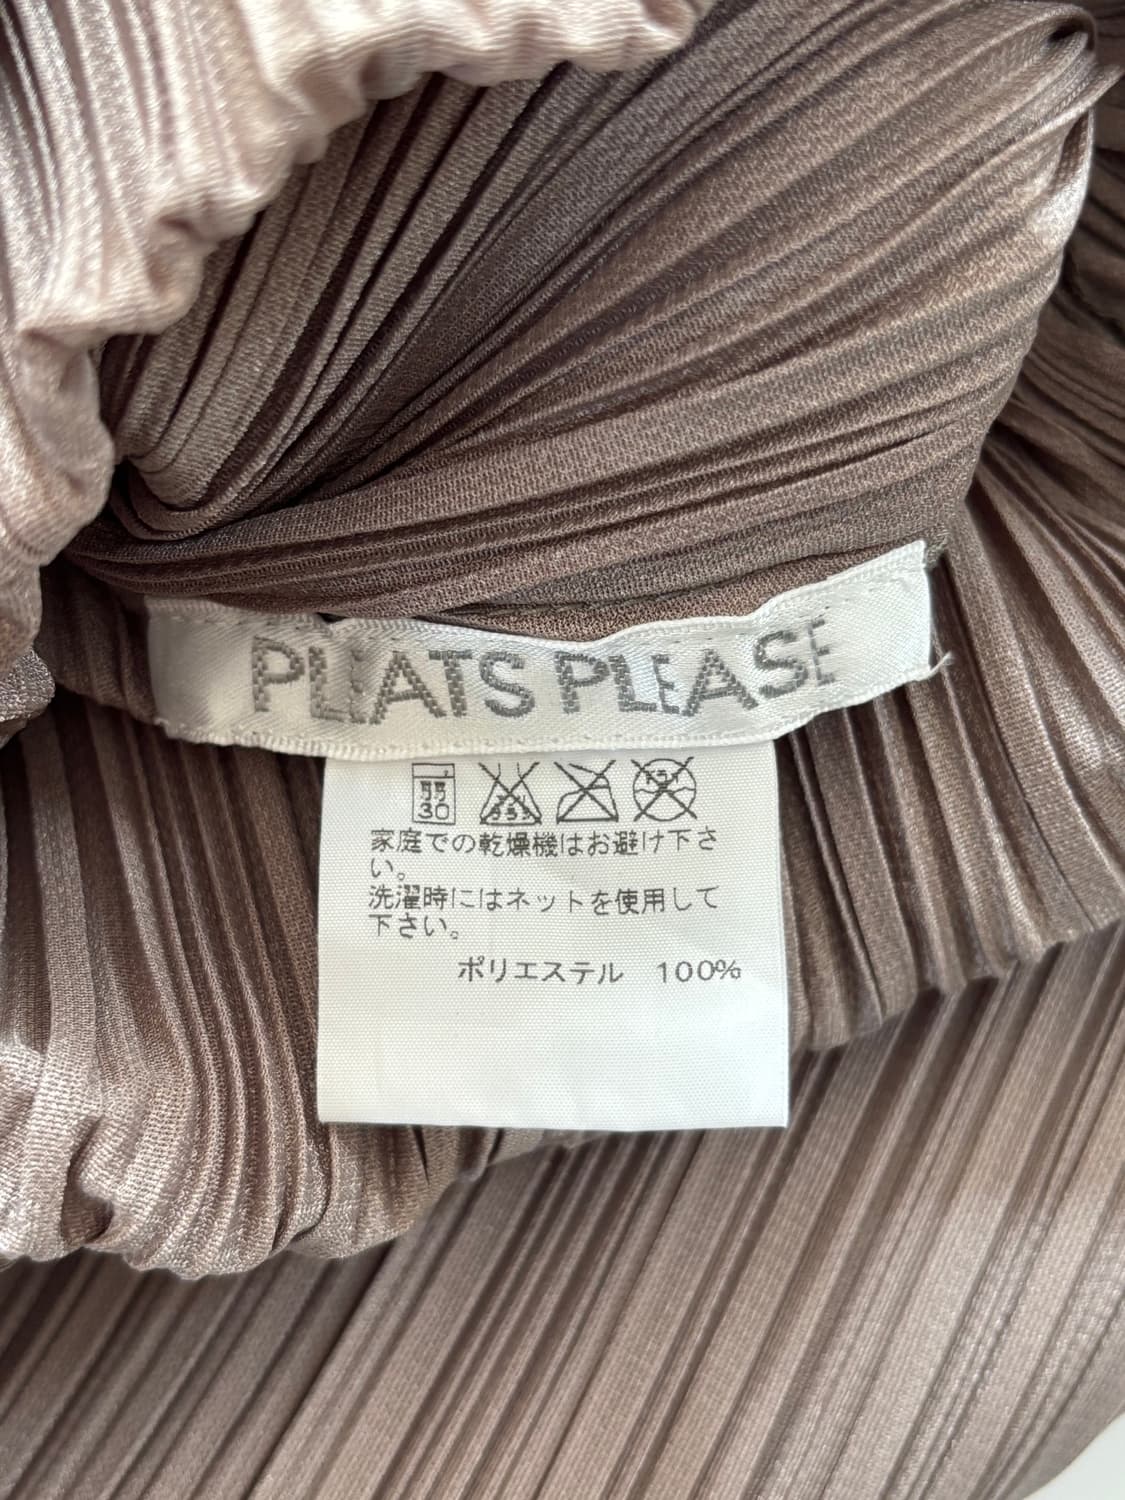 PLEATS PLEASE
弱
30
家庭での乾燥機はお避け下さ
い。
洗濯時にはネットを使用して
下さい。
ポリエステル 100%